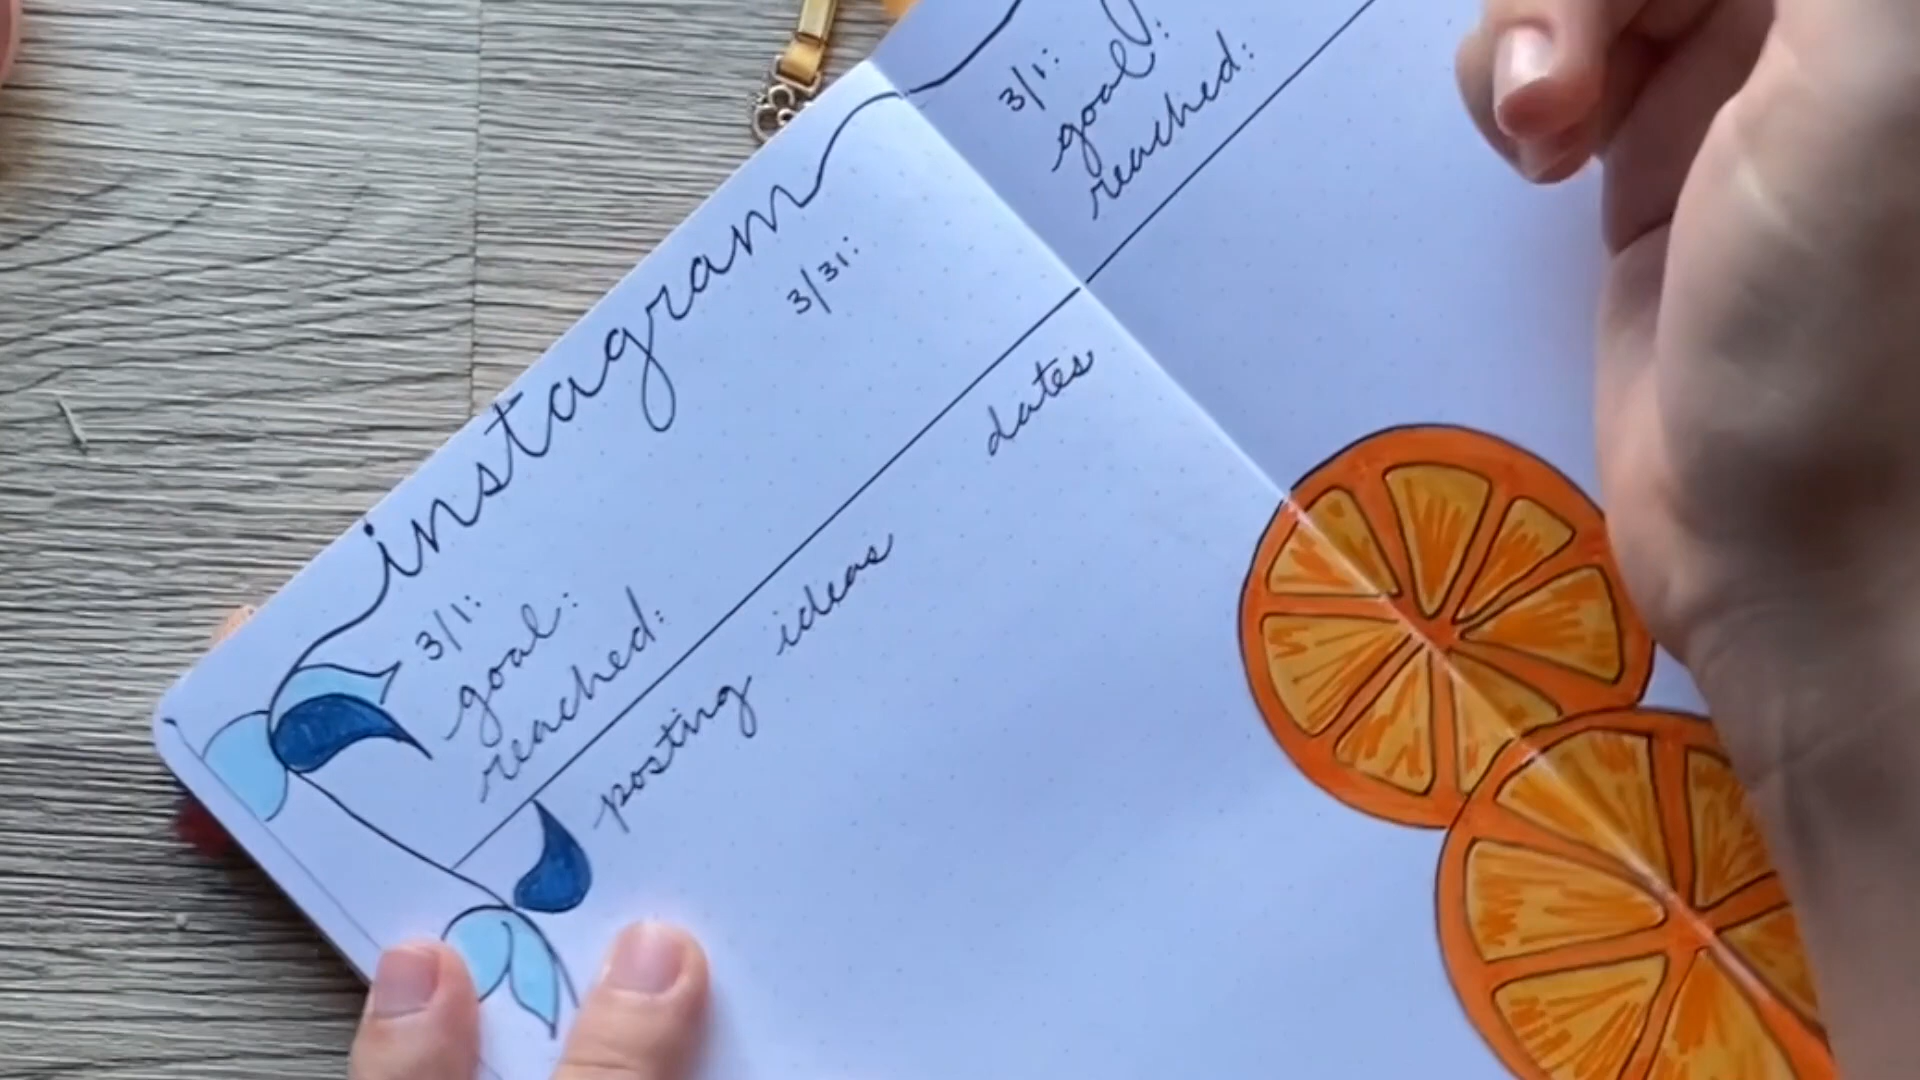 instagram
3/1: 3/31:
goal:
reached:
posting ideas dates
3/1:
goal:
reached: